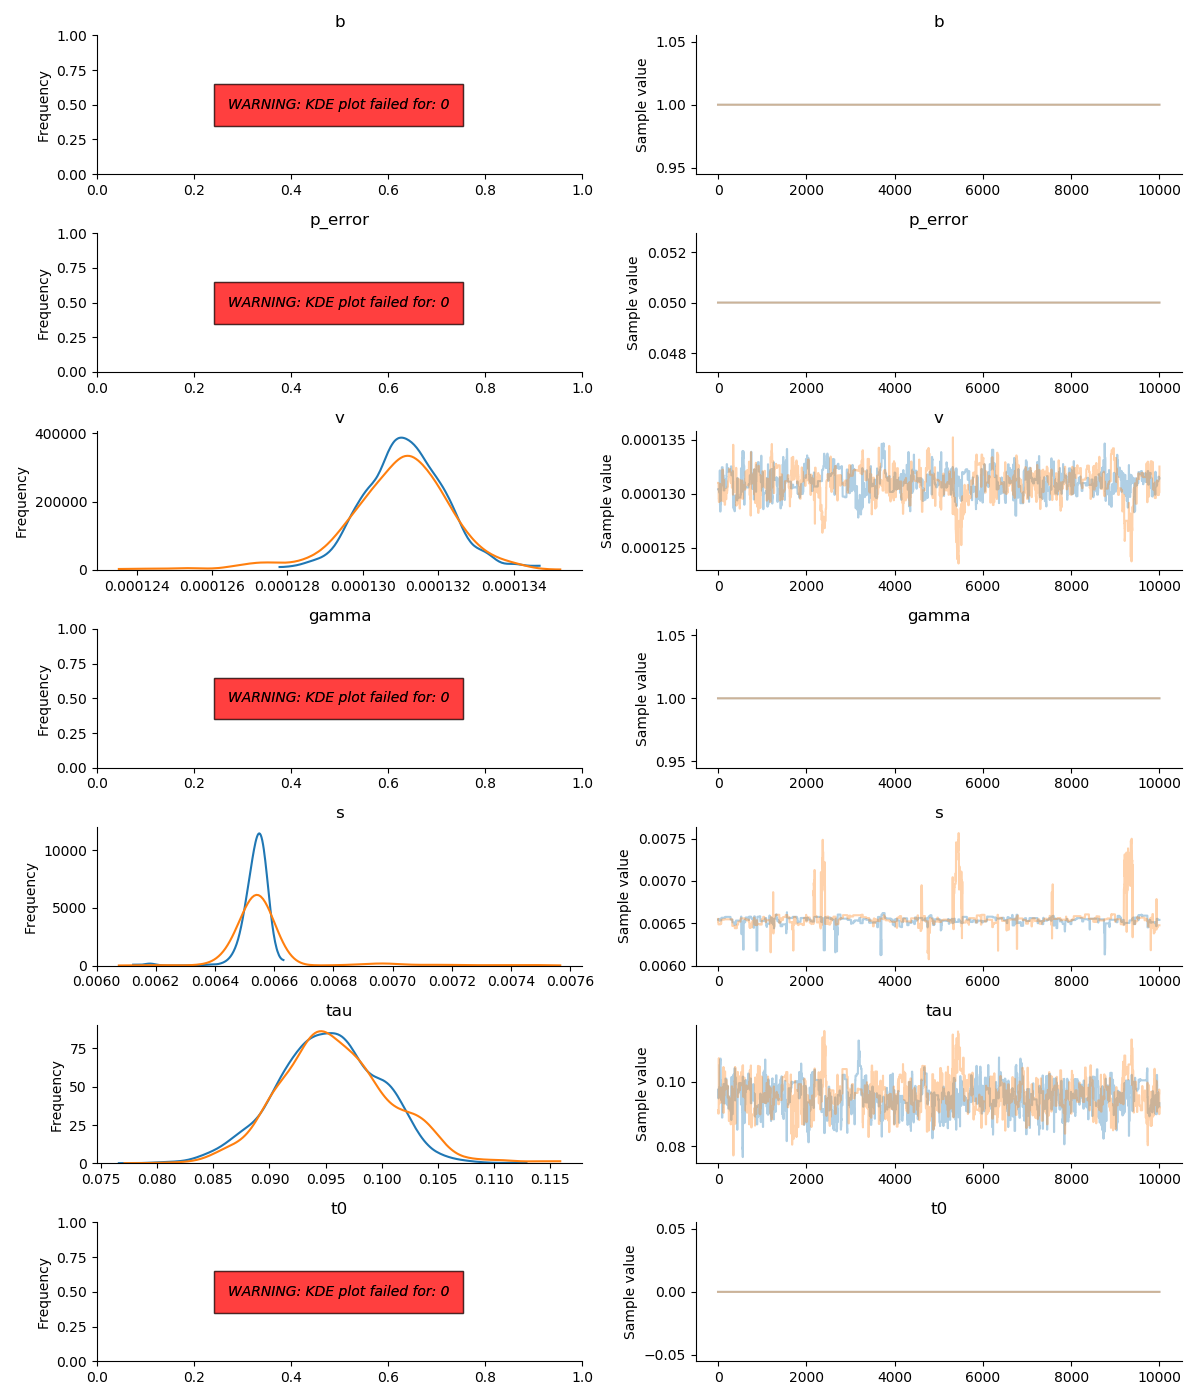 b
b
Frequency
1.00
0.75
0.50
0.25
0.00
WARNING: KDE plot failed for: 0
0.0 0.2 0.4 0.6 0.8 1.0
Sample value
1.05
1.00
0.95
0 2000 4000 6000 8000 10000
p_error
p_error
Frequency
1.00
0.75
0.50
0.25
0.00
WARNING: KDE plot failed for: 0
0.0 0.2 0.4 0.6 0.8 1.0
Sample value
0.052
0.050
0.048
0 2000 4000 6000 8000 10000
v
v
Frequency
400000
200000
0
0.000124 0.000126 0.000128 0.000130 0.000132 0.000134
Sample value
0.000135
0.000130
0.000125
0 2000 4000 6000 8000 10000
gamma
gamma
Frequency
1.00
0.75
0.50
0.25
0.00
WARNING: KDE plot failed for: 0
0.0 0.2 0.4 0.6 0.8 1.0
Sample value
1.05
1.00
0.95
0 2000 4000 6000 8000 10000
s
s
Frequency
10000
5000
0
0.0060 0.0062 0.0064 0.0066 0.0068 0.0070 0.0072 0.0074 0.0076
Sample value
0.0075
0.0070
0.0065
0.0060
0 2000 4000 6000 8000 10000
tau
tau
Frequency
75
50
25
0
0.075 0.080 0.085 0.090 0.095 0.100 0.105 0.110 0.115
Sample value
0.10
0.08
0 2000 4000 6000 8000 10000
t0
t0
Frequency
1.00
0.75
0.50
0.25
0.00
WARNING: KDE plot failed for: 0
0.0 0.2 0.4 0.6 0.8 1.0
Sample value
0.05
0.00
−0.05
0 2000 4000 6000 8000 10000